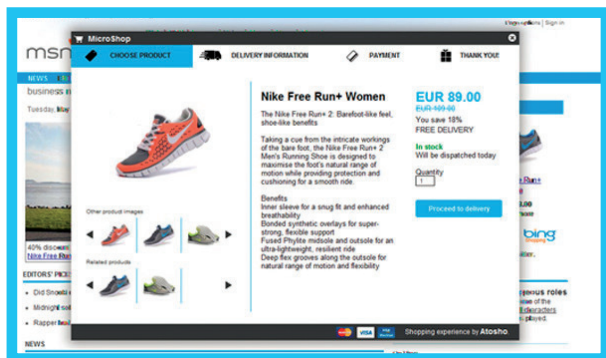 Sign in
MicroShop
msn
CHOOSE PRODUCT
DELIVERY INFORMATION
PAYMENT
THANK YOU!
NEWS
business n
Tuesday, May
Nike Free Run+ Women
The Nike Free Run+ 2: Barefoot-like feel,
shoe-like benefits
Taking a cue from the intricate workings
of the bare foot, the Nike Free Run+ 2
Men's Running Shoe is designed to
maximise the foot's natural range of
motion while providing protection and
cushioning for a smooth ride.
Benefits
Inner sleeve for a snug fit and enhanced
breathability
Bonded synthetic overlays for super-
strong, flexible support
Fused Phylite midsole and outsole for an
ultra-lightweight, resilient ride
Deep flex grooves along the outsole for
natural range of motion and flexibility
EUR 89.00
EUR 109.00
You save 18%
FREE DELIVERY
In stock
Will be dispatched today
Quantity
1
Proceed to delivery
Other product images
Related products
40% discount
Nike Free Run
Run+
bing
EDITORS' PICKS
Did Snowd
Midnight
Rapper
roles
of the
characters
played.
VISA
Shopping experience by Atosho.
NEWS